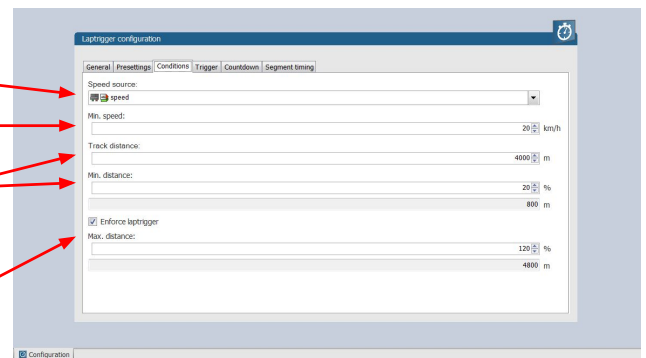 Laptrigger configuration
General Presettings Conditions Trigger Countdown Segment timing
Speed source:
speed
Min. speed:
20 km/h
Track distance:
4000 m
Min. distance:
20 %
800 m
Enforce laptrigger
Max. distance:
120 %
4800 m
Configuration